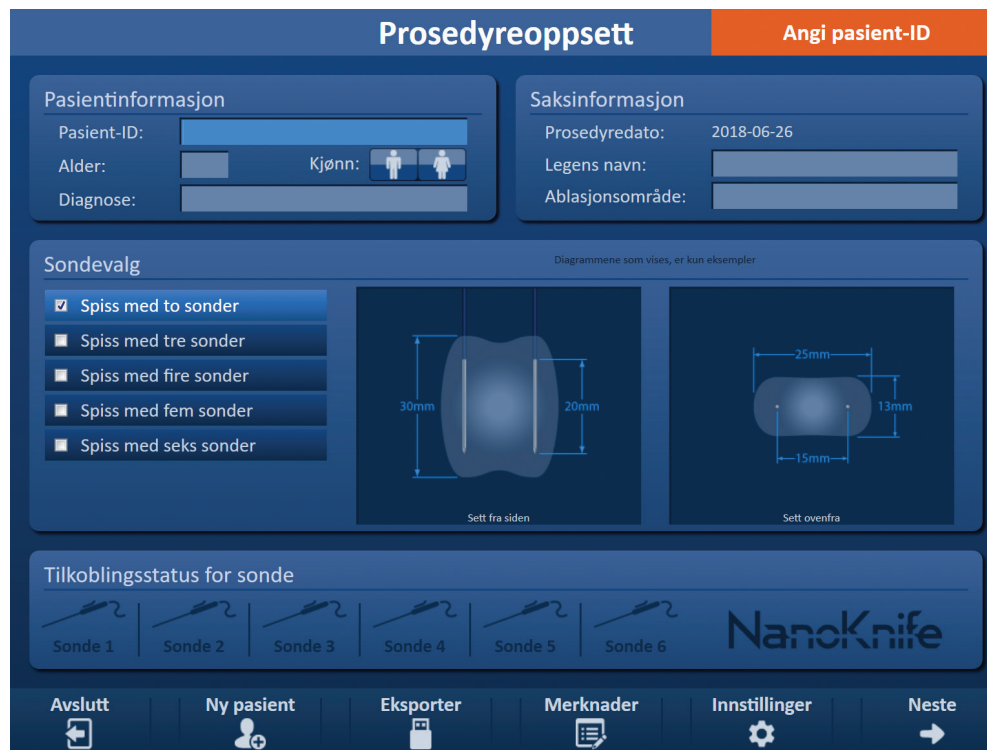 Prosedyreoppsett
Angi pasient-ID
Pasientinformasjon
Pasient-ID:
Alder:
Kjønn:
Diagnose:
Saksinformasjon
Prosedyredato: 2018-06-26
Legens navn:
Ablasjonsområde:
Sondevalg
Diagrammene som vises, er kun eksempler
Spiss med to sonder
Spiss med tre sonder
Spiss med fire sonder
Spiss med fem sonder
Spiss med seks sonder
30mm
20mm
Sett fra siden
25mm
13mm
15mm
Sett ovenfra
Tilkoblingsstatus for sonde
Sonde 1
Sonde 2
Sonde 3
Sonde 4
Sonde 5
Sonde 6
NanoKnife
Avslutt
Ny pasient
Eksporter
Merknader
Innstillinger
Neste